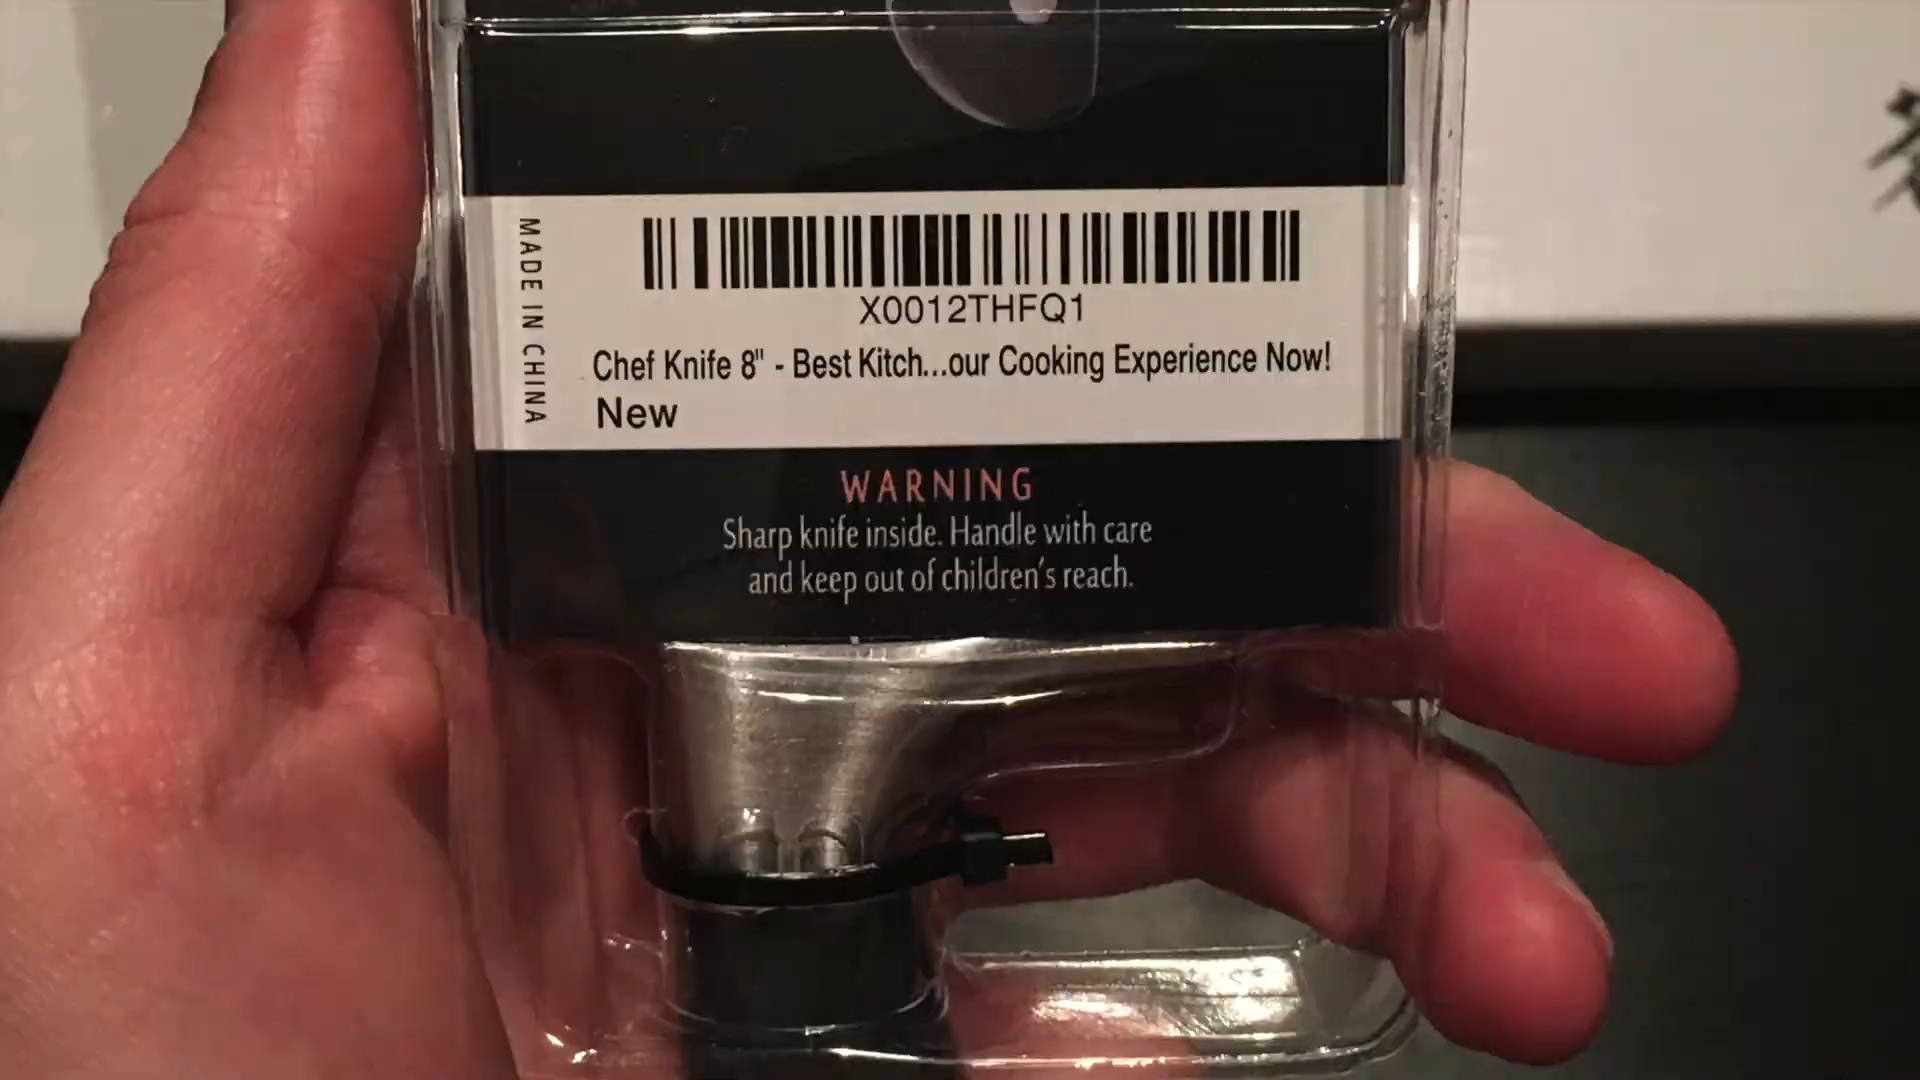 MADE IN CHINA
X0012THFQ1
Chef Knife 8" - Best Kitch...our Cooking Experience Now!
New
WARNING
Sharp knife inside. Handle with care
and keep out of children's reach.